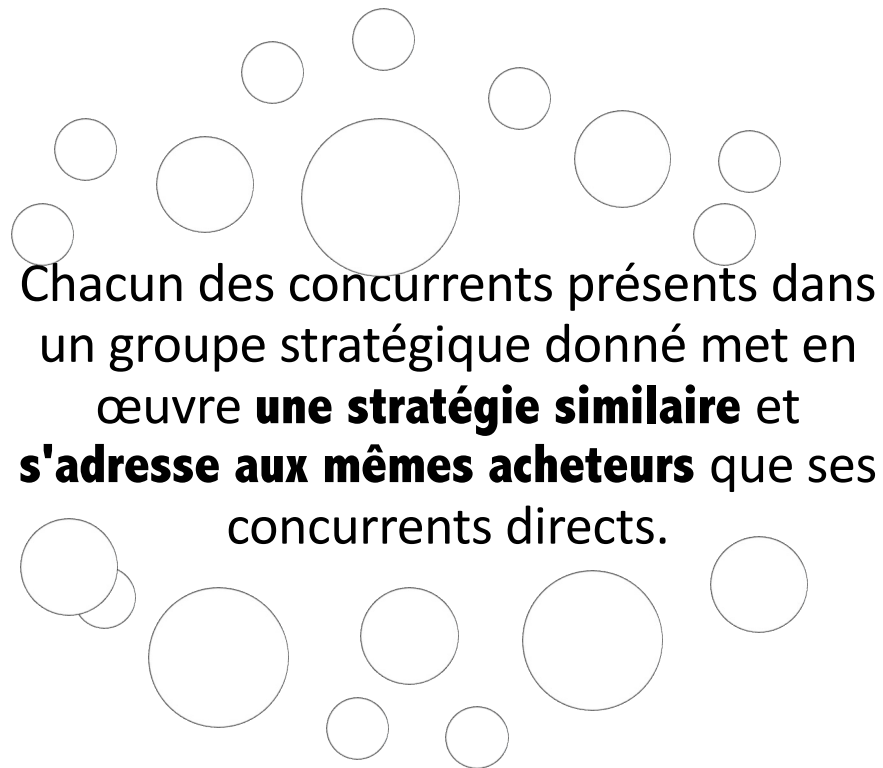 Chacun des concurrents présents dans
un groupe stratégique donné met en
œuvre une stratégie similaire et
s'adresse aux mêmes acheteurs que ses
concurrents directs.